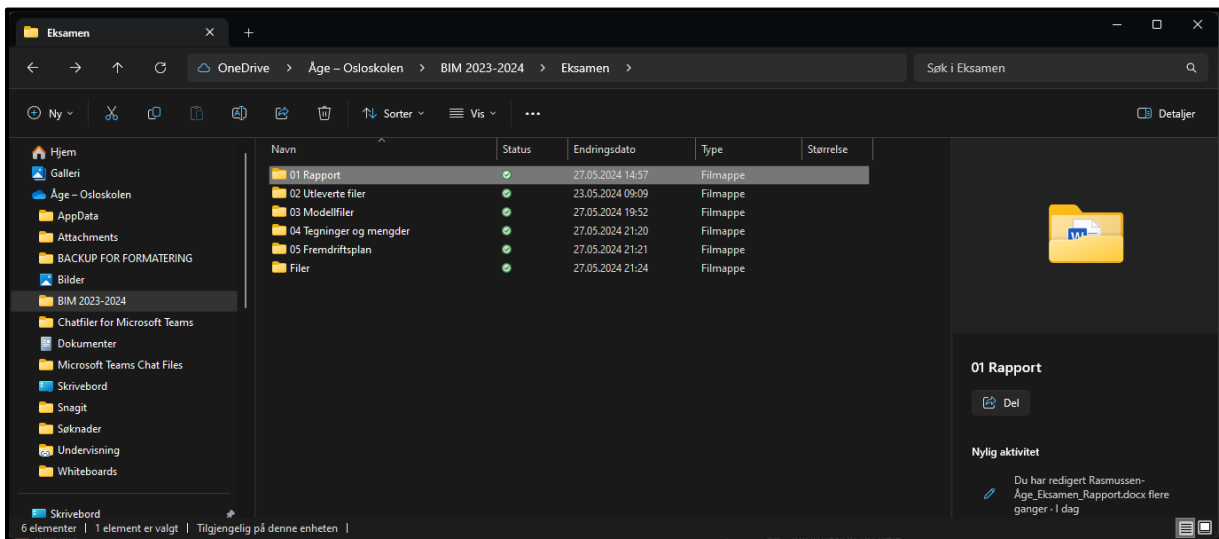 Eksamen
OneDrive > Åge – Osloskolen > BIM 2023-2024 > Eksamen >
Søk i Eksamen
Ny
Sorter
Vis
Detaljer
Hjem
Galleri
Åge – Osloskolen
AppData
Attachments
BACKUP FOR FORMATERING
Bilder
BIM 2023-2024
Chatfiler for Microsoft Teams
Dokumenter
Microsoft Teams Chat Files
Skrivebord
Snagit
Søknader
Undervisning
Whiteboards
Skrivebord
Navn Status Endringsdato Type Størrelse
01 Rapport 27.05.2024 14:57 Filmappe
02 Utleverte filer 23.05.2024 09:09 Filmappe
03 Modellfiler 27.05.2024 19:52 Filmappe
04 Tegninger og mengder 27.05.2024 21:20 Filmappe
05 Fremdriftsplan 27.05.2024 21:21 Filmappe
Filer 27.05.2024 21:24 Filmappe
W
01 Rapport
Del
Nylig aktivitet
Du har redigert Rasmussen-
Åge_Eksamen_Rapport.docx flere
ganger · I dag
6 elementer | 1 element er valgt | Tilgjengelig på denne enheten |